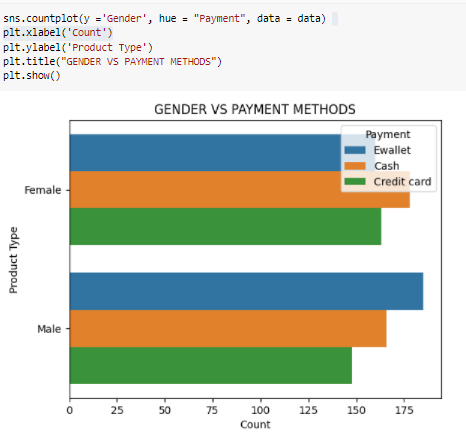 sns.countplot(y ='Gender', hue = "Payment", data = data)
plt.xlabel('Count')
plt.ylabel('Product Type')
plt.title("GENDER VS PAYMENT METHODS")
plt.show()
GENDER VS PAYMENT METHODS
Payment
Ewallet
Cash
Credit card
Female
Product Type
Male
0 25 50 75 100 125 150 175
Count